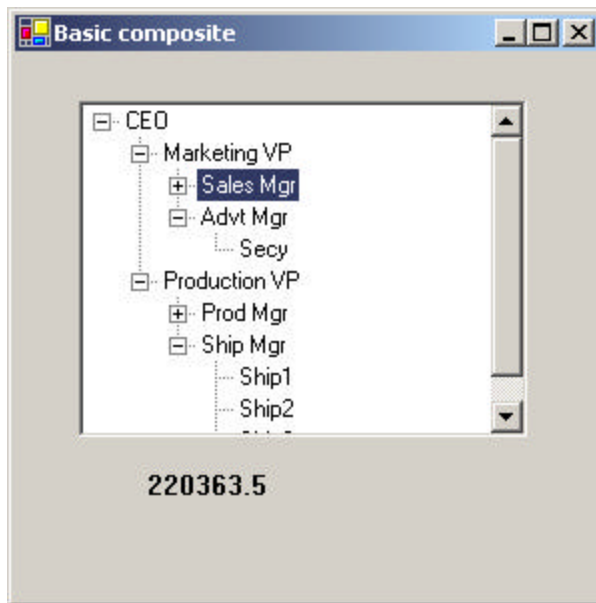 Basic composite
CEO
Marketing VP
Sales Mgr
Advt Mgr
Secy
Production VP
Prod Mgr
Ship Mgr
Ship1
Ship2
220363.5